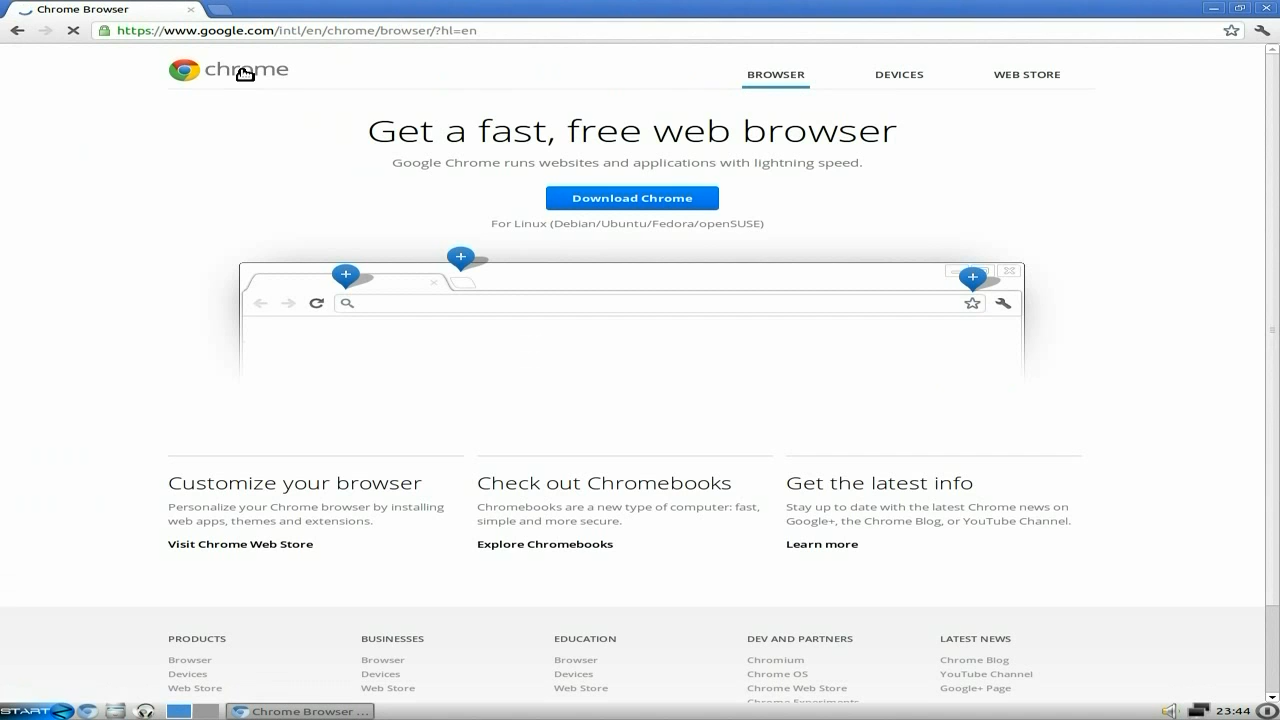 Chrome Browser
https://www.google.com/intl/en/chrome/browser/?hl=en
chrome
BROWSER
DEVICES
WEB STORE
Get a fast, free web browser
Google Chrome runs websites and applications with lightning speed.
Download Chrome
For Linux (Debian/Ubuntu/Fedora/openSUSE)
Customize your browser
Personalize your Chrome browser by installing
web apps, themes and extensions.
Visit Chrome Web Store
Check out Chromebooks
Chromebooks are a new type of computer: fast,
simple and more secure.
Explore Chromebooks
Get the latest info
Stay up to date with the latest Chrome news on
Google+, the Chrome Blog, or YouTube Channel.
Learn more
PRODUCTS
Browser
Devices
Web Store
BUSINESSES
Browser
Devices
Web Store
EDUCATION
Browser
Devices
Web Store
DEV AND PARTNERS
Chromium
Chrome OS
Chrome Web Store
Chrome Experiments
LATEST NEWS
Chrome Blog
YouTube Channel
Google+ Page
START
Chrome Browser ...
23:44